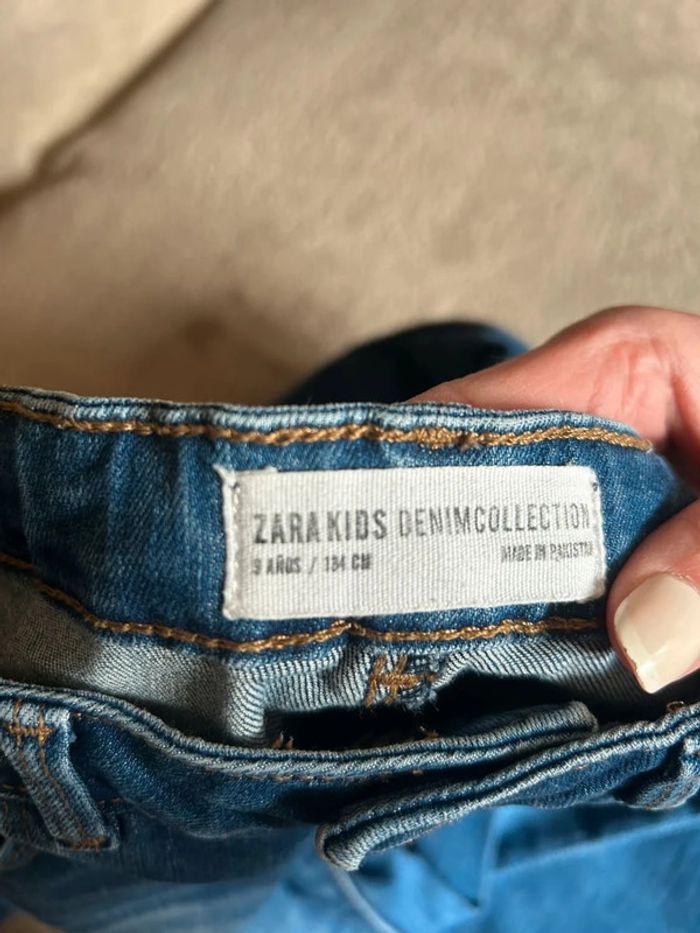 ZARA KIDS DENIMCOLLECTION
9 AÑOS / 134 CM
MADE IN PAKISTAN